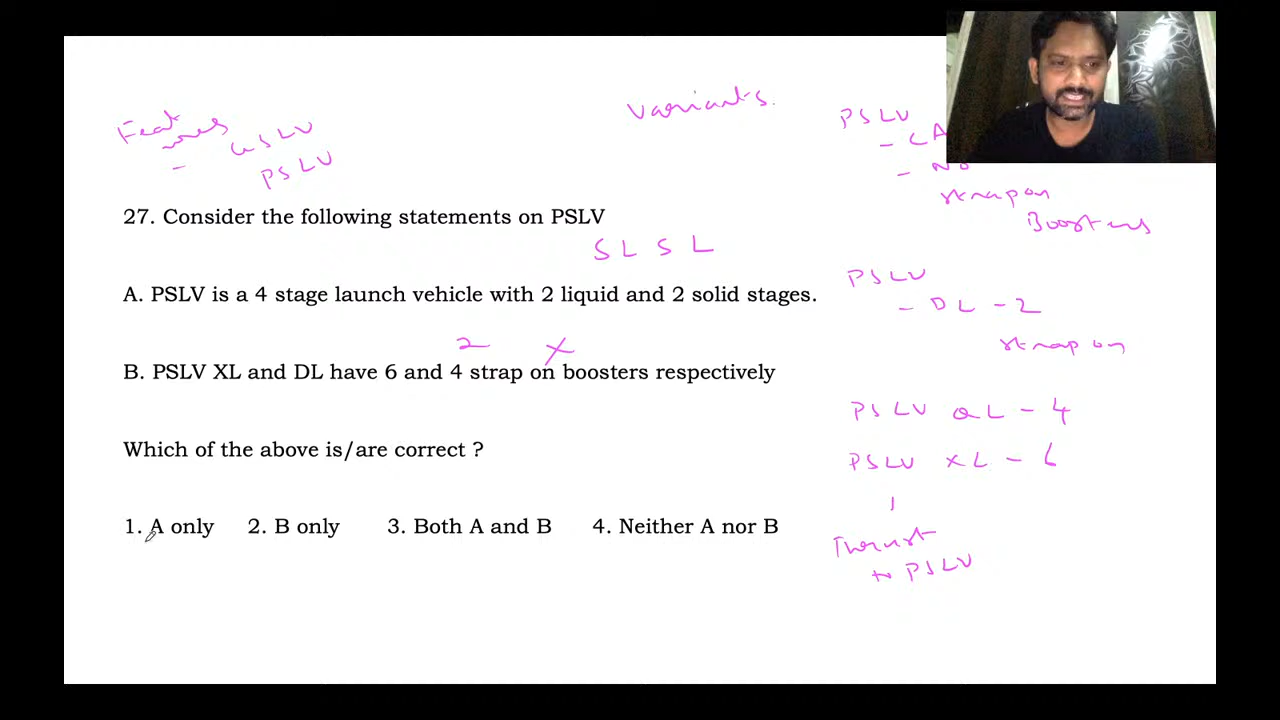 Features
- GSLV
PSLV
Variants.
PSLV
- CA
- No
strap on
Boosters
27. Consider the following statements on PSLV
S L S L
A. PSLV is a 4 stage launch vehicle with 2 liquid and 2 solid stages.
PSLV
- DL - 2
strap on
2 X
B. PSLV XL and DL have 6 and 4 strap on boosters respectively
PSLV QL - 4
PSLV XL - 6
Which of the above is/are correct ?
Thrust
to PSLV
1. A only 2. B only 3. Both A and B 4. Neither A nor B